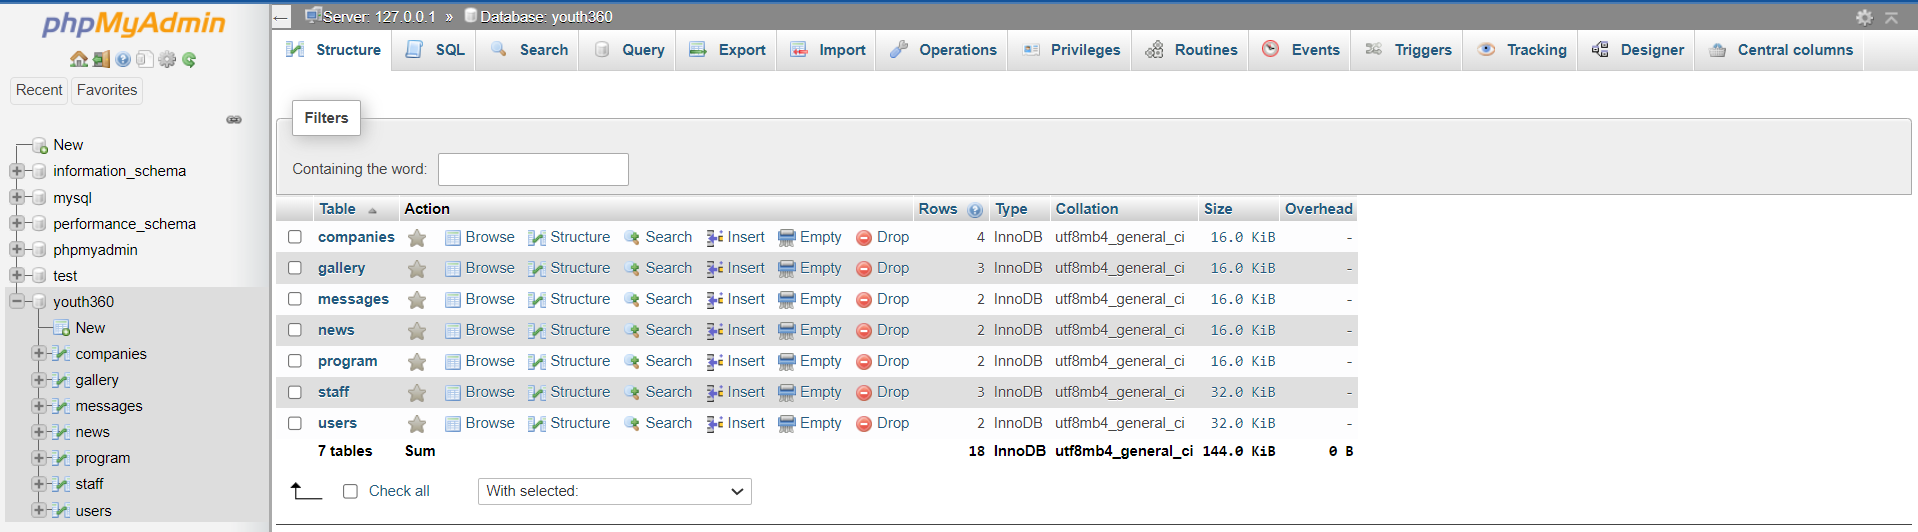 phpMyAdmin
Recent Favorites
New
information_schema
mysql
performance_schema
phpmyadmin
test
youth360
New
companies
gallery
messages
news
program
staff
users
Server: 127.0.0.1 » Database: youth360
Structure SQL Search Query Export Import Operations Privileges Routines Events Triggers Tracking Designer Central columns
Filters
Containing the word:
Table Action Rows Type Collation Size Overhead
companies Browse Structure Search Insert Empty Drop 4 InnoDB utf8mb4_general_ci 16.0 KiB -
gallery Browse Structure Search Insert Empty Drop 3 InnoDB utf8mb4_general_ci 16.0 KiB -
messages Browse Structure Search Insert Empty Drop 2 InnoDB utf8mb4_general_ci 16.0 KiB -
news Browse Structure Search Insert Empty Drop 2 InnoDB utf8mb4_general_ci 16.0 KiB -
program Browse Structure Search Insert Empty Drop 2 InnoDB utf8mb4_general_ci 16.0 KiB -
staff Browse Structure Search Insert Empty Drop 3 InnoDB utf8mb4_general_ci 32.0 KiB -
users Browse Structure Search Insert Empty Drop 2 InnoDB utf8mb4_general_ci 32.0 KiB -
7 tables Sum 18 InnoDB utf8mb4_general_ci 144.0 KiB 0 B
Check all With selected: